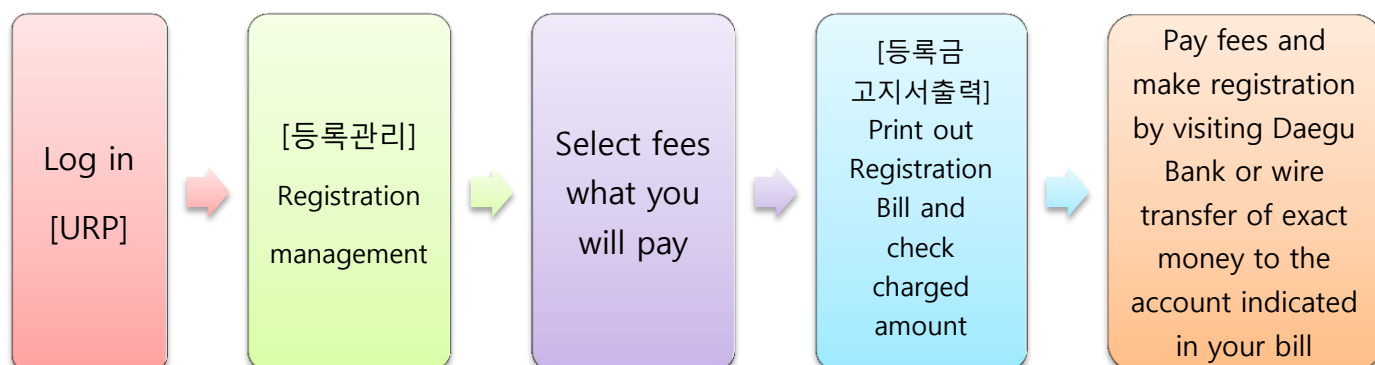 Log in
[URP]
[등록관리]
Registration
management
Select fees
what you
will pay
[등록금
고지서출력]
Print out
Registration
Bill and
check
charged
amount
Pay fees and
make registration
by visiting Daegu
Bank or wire
transfer of exact
money to the
account indicated
in your bill